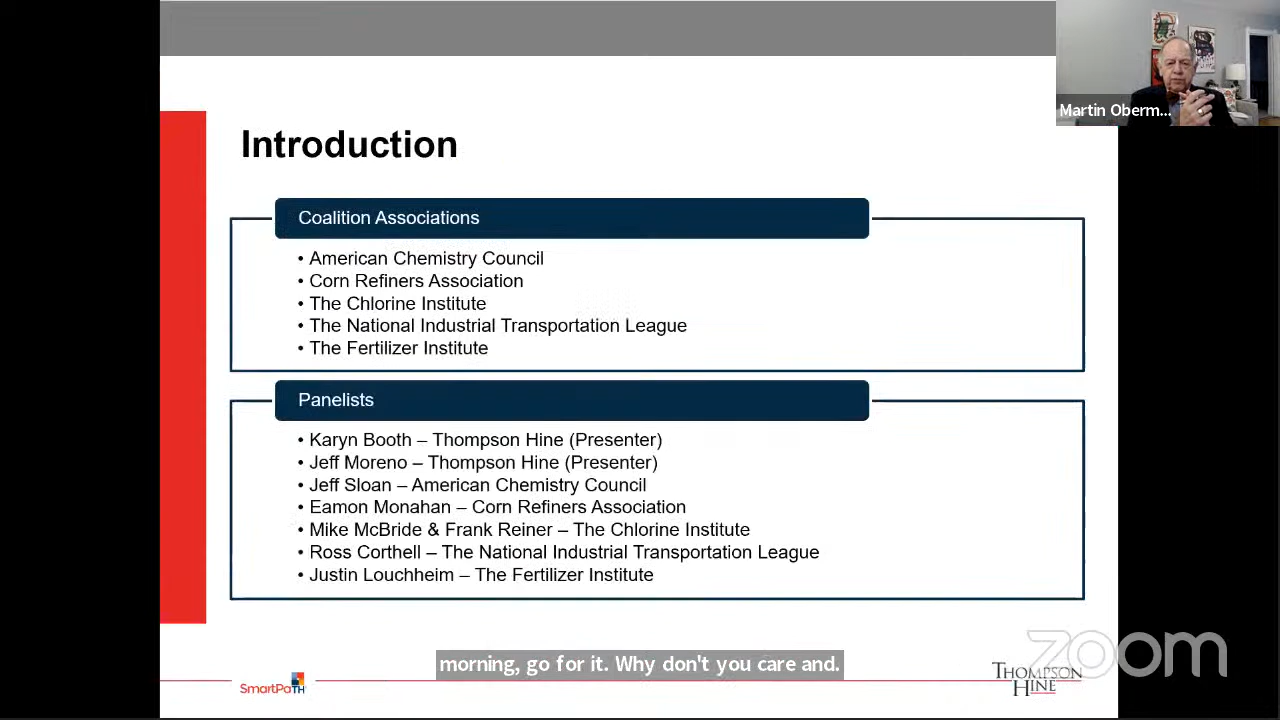 Martin Oberm...
Introduction
Coalition Associations
• American Chemistry Council
• Corn Refiners Association
• The Chlorine Institute
• The National Industrial Transportation League
• The Fertilizer Institute
Panelists
• Karyn Booth – Thompson Hine (Presenter)
• Jeff Moreno – Thompson Hine (Presenter)
• Jeff Sloan – American Chemistry Council
• Eamon Monahan – Corn Refiners Association
• Mike McBride & Frank Reiner – The Chlorine Institute
• Ross Corthell – The National Industrial Transportation League
• Justin Louchheim – The Fertilizer Institute
morning, go for it. Why don't you care and.
zoom
SmartPaTH
THOMPSON
HINE